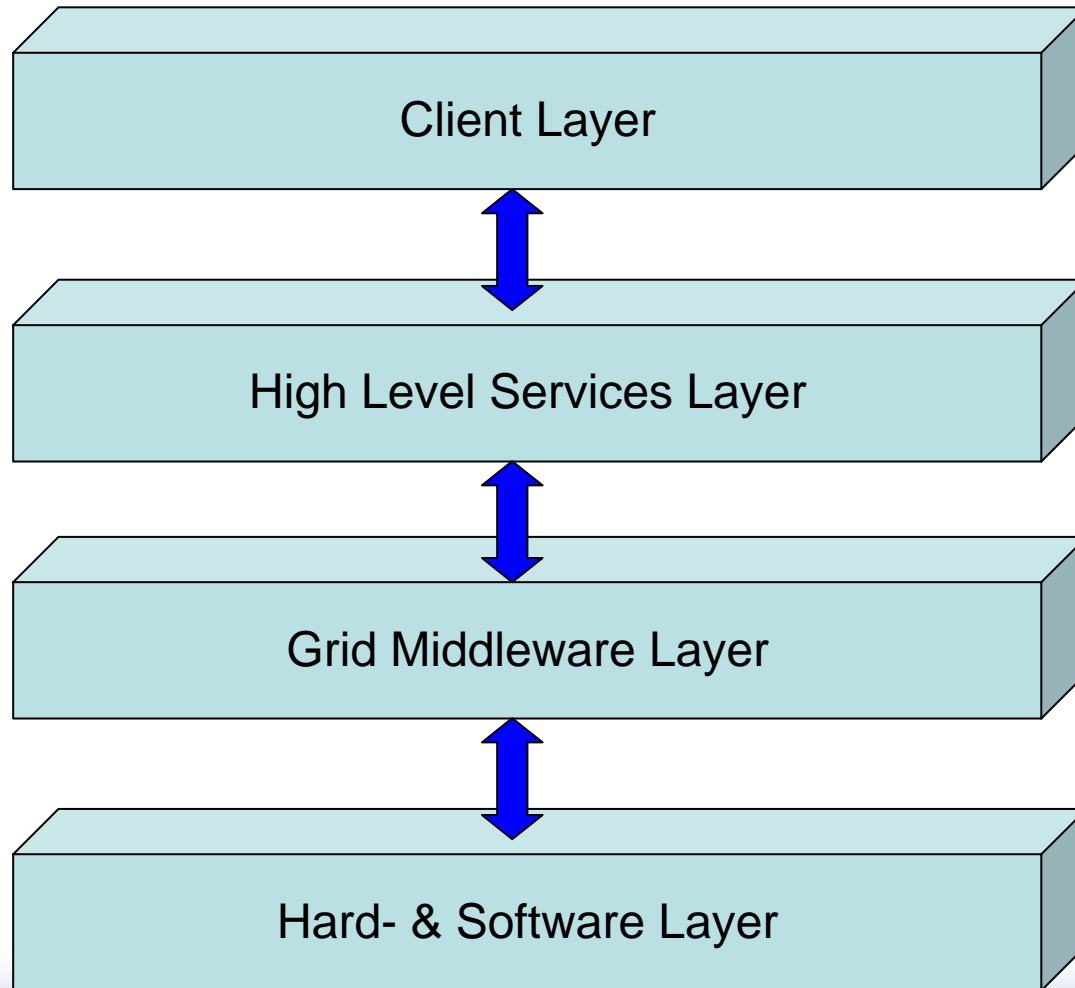 Client Layer
High Level Services Layer
Grid Middleware Layer
Hard- & Software Layer